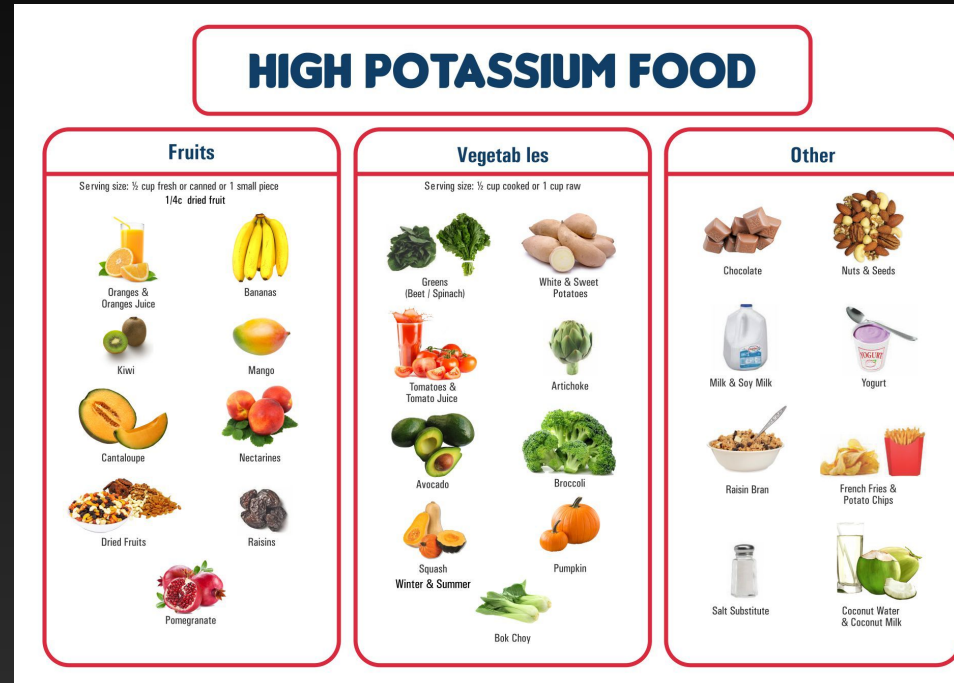 HIGH POTASSIUM FOOD
Fruits
Serving size: ½ cup fresh or canned or 1 small piece
1/4c dried fruit
Oranges &
Oranges Juice
Bananas
Kiwi
Mango
Cantaloupe
Nectarines
Dried Fruits
Raisins
Pomegranate
Vegetab les
Serving size: ½ cup cooked or 1 cup raw
Greens
(Beet / Spinach)
White & Sweet
Potatoes
Tomatoes &
Tomato Juice
Artichoke
Avocado
Broccoli
Squash
Winter & Summer
Pumpkin
Bok Choy
Other
Chocolate
Nuts & Seeds
Milk & Soy Milk
YOGURT
Yogurt
Raisin Bran
French Fries &
Potato Chips
Salt Substitute
Coconut Water
& Coconut Milk